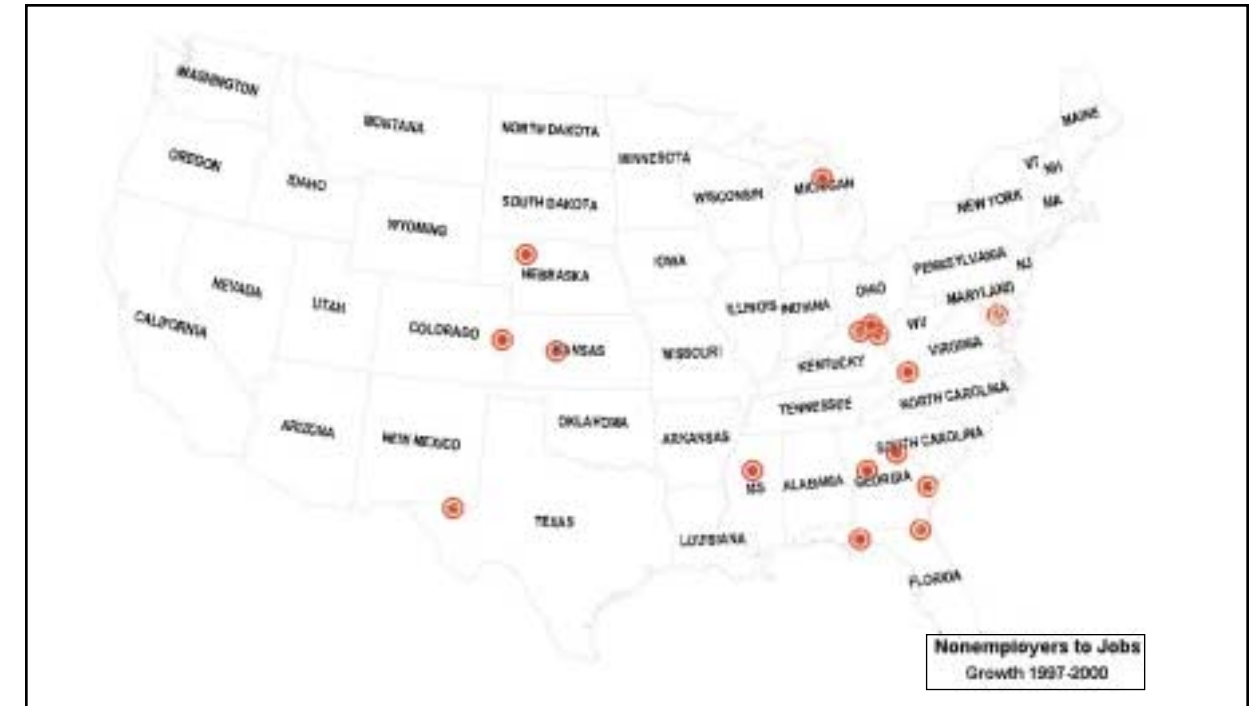 WASHINGTON
MONTANA
NORTH DAKOTA
MINNESOTA
MAINE
OREGON
IDAHO
SOUTH DAKOTA
WISCONSIN
MICHIGAN
VT
NH
NEW YORK
MA
WYOMING
NEBRASKA
IOWA
PENNSYLVANIA
NJ
NEVADA
UTAH
COLORADO
KANSAS
ILLINOIS
INDIANA
OHIO
MARYLAND
WV
CALIFORNIA
MISSOURI
KENTUCKY
VIRGINIA
ARIZONA
NEW MEXICO
OKLAHOMA
ARKANSAS
TENNESSEE
NORTH CAROLINA
SOUTH CAROLINA
MS
ALABAMA
GEORGIA
TEXAS
LOUISIANA
FLORIDA
Nonemployers to Jobs
Growth 1997-2000